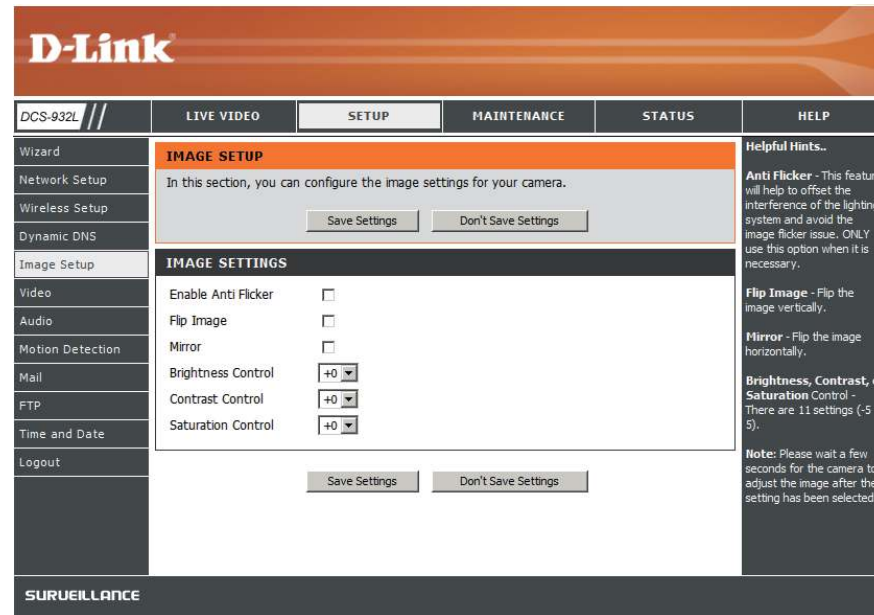 D-Link
DCS-932L
LIVE VIDEO
SETUP
MAINTENANCE
STATUS
HELP
Wizard
Network Setup
Wireless Setup
Dynamic DNS
Image Setup
Video
Audio
Motion Detection
Mail
FTP
Time and Date
Logout
IMAGE SETUP
In this section, you can configure the image settings for your camera.
Save Settings Don't Save Settings
IMAGE SETTINGS
Enable Anti Flicker
Flip Image
Mirror
Brightness Control +0
Contrast Control +0
Saturation Control +0
Save Settings Don't Save Settings
Helpful Hints..
Anti Flicker - This featur
will help to offset the
interference of the lighting
system and avoid the
image flicker issue. ONLY
use this option when it is
necessary.
Flip Image - Flip the
image vertically.
Mirror - Flip the image
horizontally.
Brightness, Contrast,
Saturation Control -
There are 11 settings (-5
5).
Note: Please wait a few
seconds for the camera to
adjust the image after the
setting has been selected
SURVEILLANCE